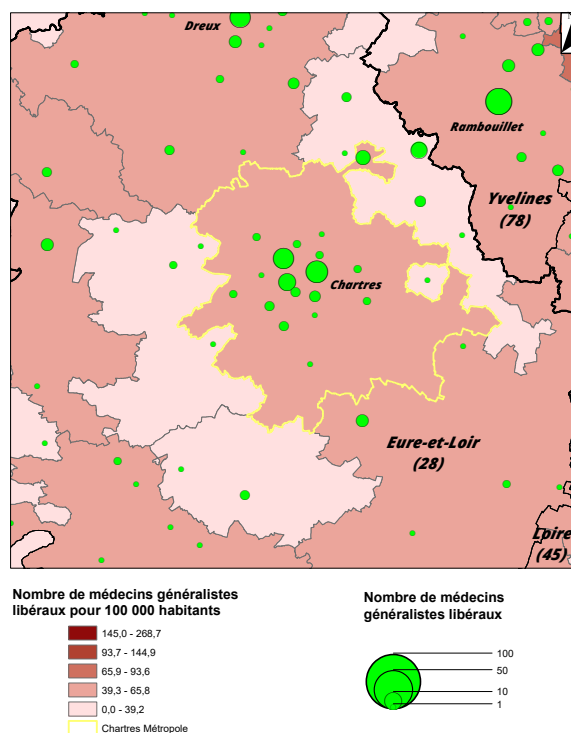 Dreux
Rambouillet
Yvelines
(78)
Chartres
Eure-et-Loir
(28)
Loire
(45)
Nombre de médecins généralistes
libéraux pour 100 000 habitants
145,0 - 268,7
93,7 - 144,9
65,9 - 93,6
39,3 - 65,8
0,0 - 39,2
Chartres Métropole
Nombre de médecins
généralistes libéraux
100
50
10
1